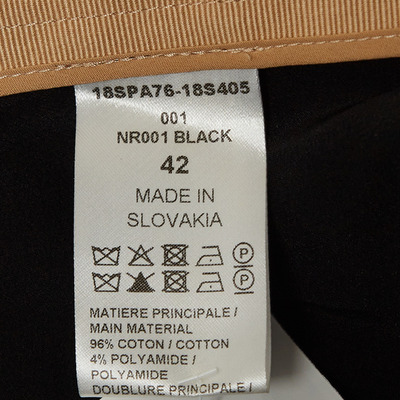 18SPA76-18S405
001
NR001 BLACK
42
MADE IN
SLOVAKIA
P
P
MATIERE PRINCIPALE /
MAIN MATERIAL
96% COTON / COTTON
4% POLYAMIDE /
POLYAMIDE
DOUBLURE PRINCIPALE /